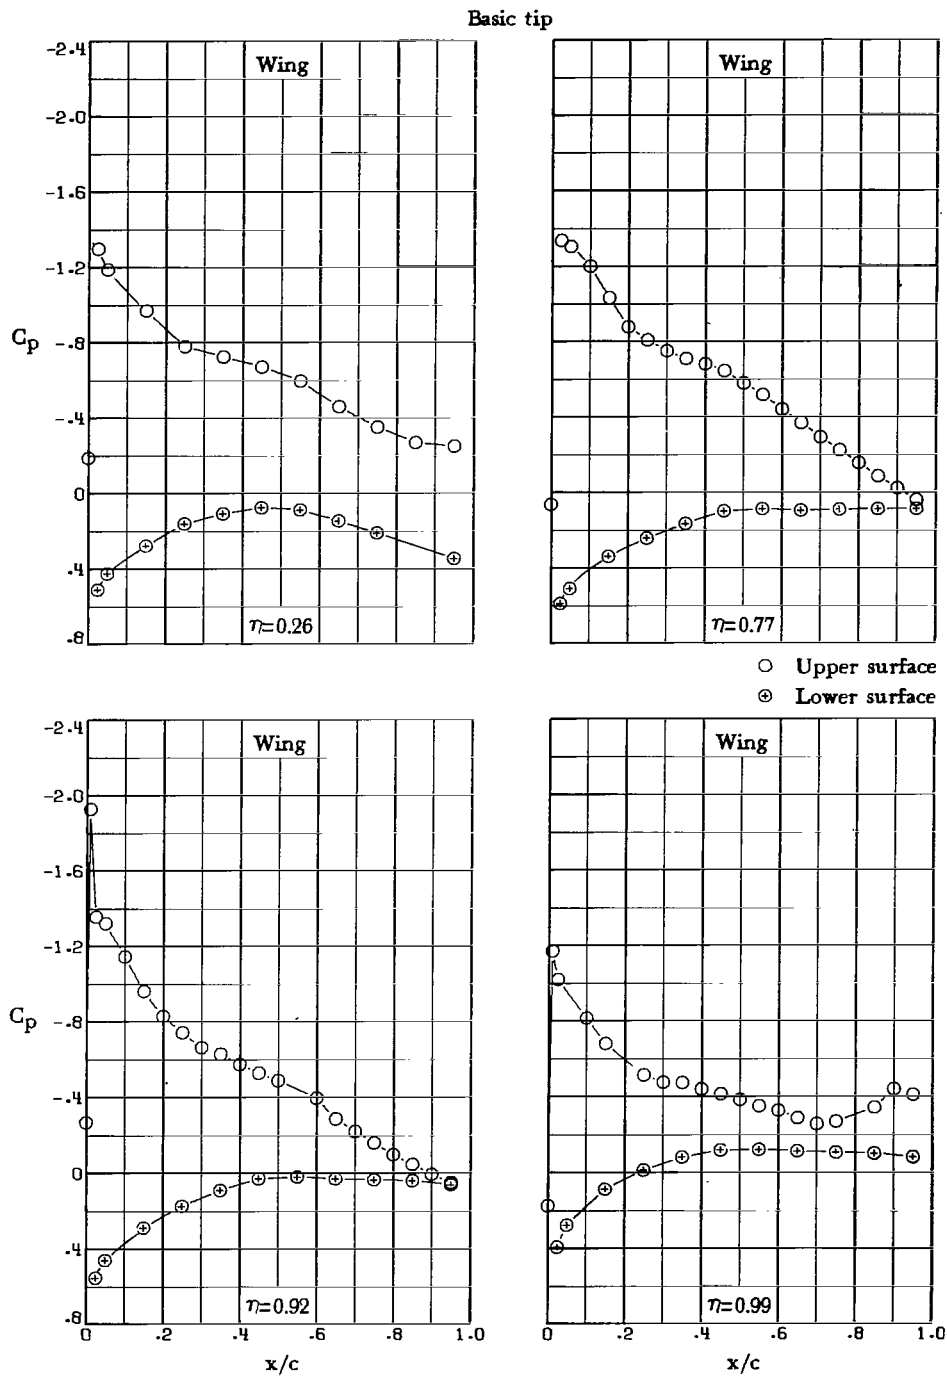 Basic tip
Wing
Wing
-2.4
-2.0
-1.6
-1.2
-.8
-.4
0
.4
.8
Cp
η=0.26
η=0.77
Upper surface
Lower surface
Wing
Wing
-2.4
-2.0
-1.6
-1.2
-.8
-.4
0
.4
.8
Cp
η=0.92
η=0.99
0 .2 .4 .6 .8 1.0
0 .2 .4 .6 .8 1.0
x/c
x/c